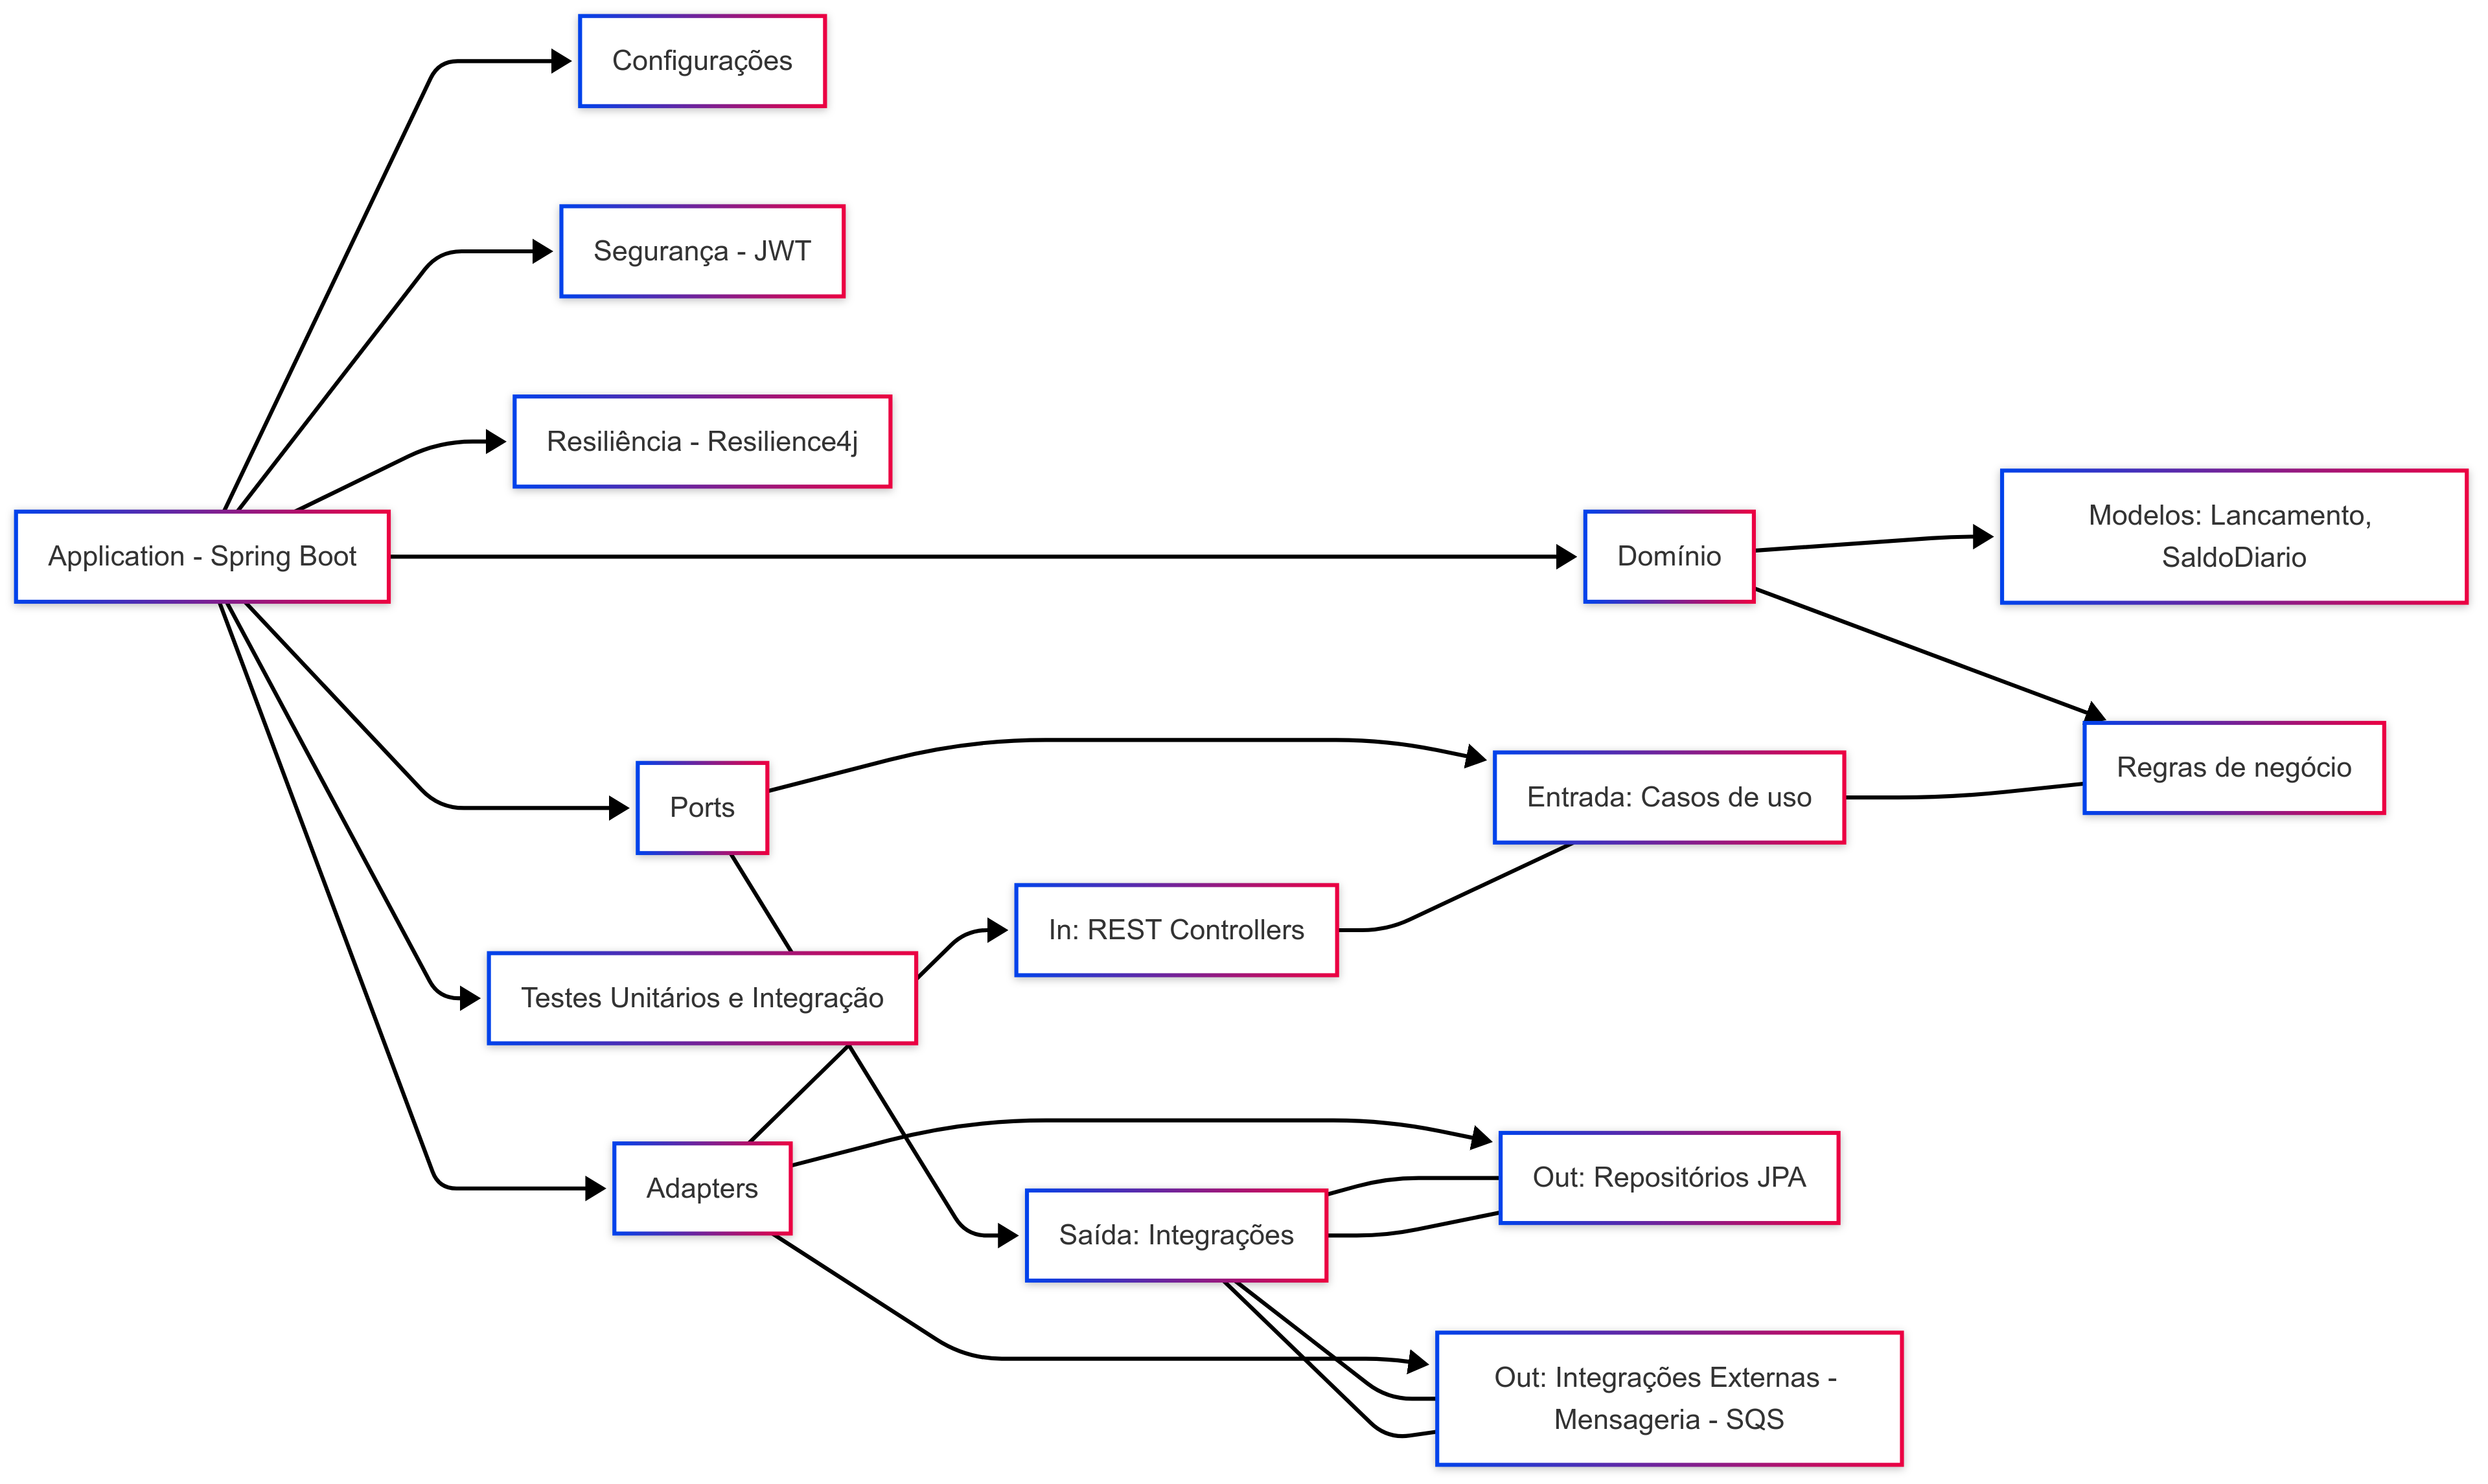 Configurações
Segurança - JWT
Resiliência - Resilience4j
Application - Spring Boot
Domínio
Modelos: Lancamento,
SaldoDiario
Regras de negócio
Ports
Entrada: Casos de uso
In: REST Controllers
Testes Unitários e Integração
Adapters
Out: Repositórios JPA
Saída: Integrações
Out: Integrações Externas -
Mensageria - SQS